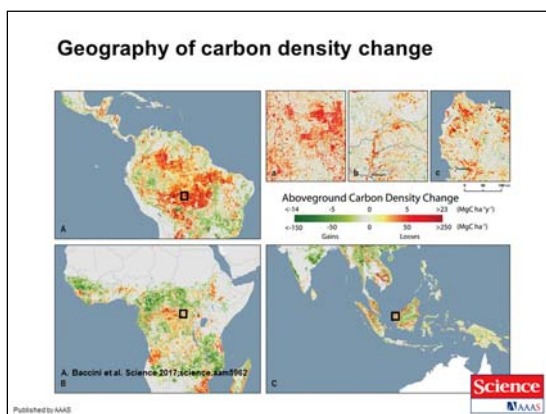 Geography of carbon density change
A
a
b
c
Aboveground Carbon Density Change
<-14 -5 0 5 >23 (MgC ha⁻¹y⁻¹)
<-150 0 >250 (MgC ha⁻¹)
Gains Losses
A. Baccini et al. Science 2017;science.aam5962
B
C
Published by AAAS
Science
AAAS